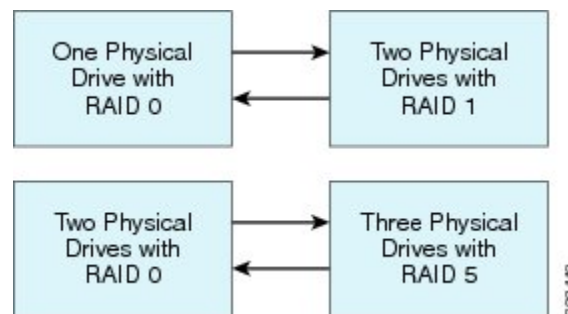 One Physical
Drive with
RAID 0
Two Physical
Drives with
RAID 1
Two Physical
Drives with
RAID 0
Three Physical
Drives with
RAID 5